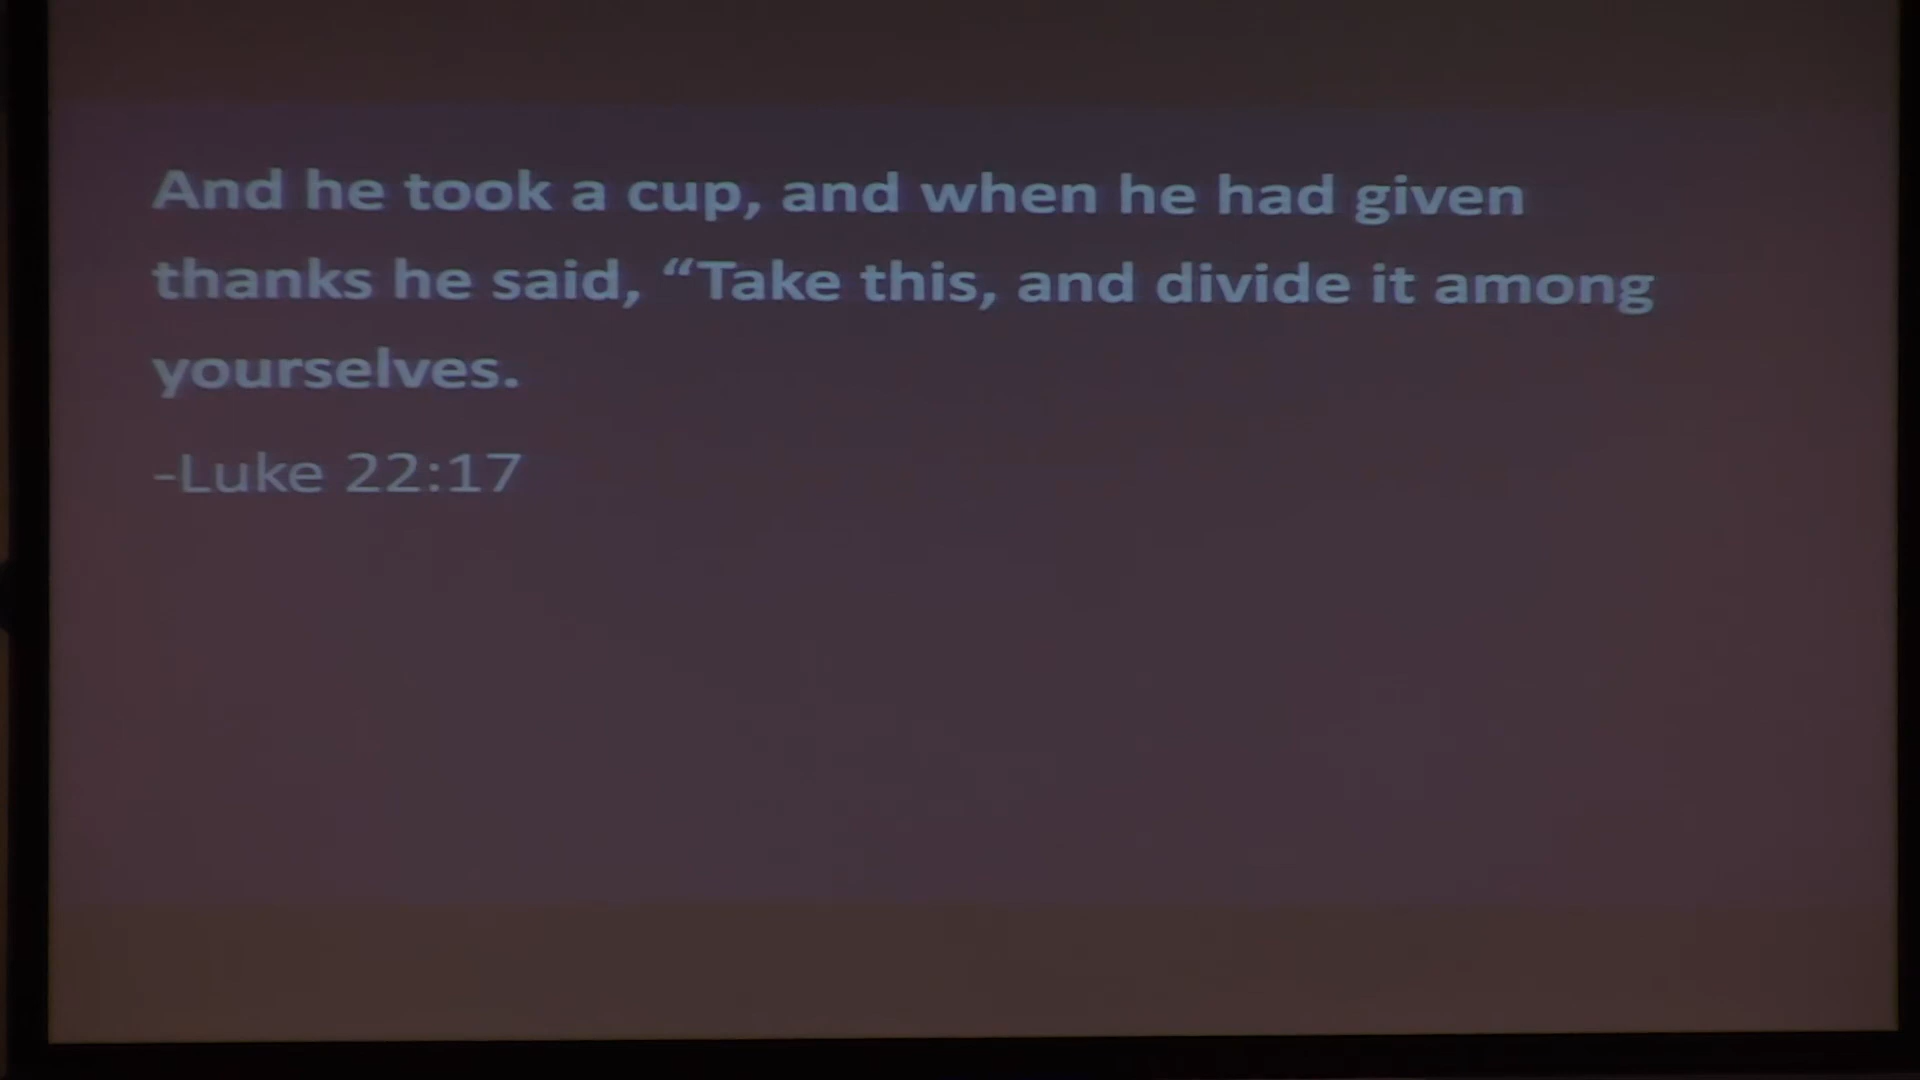 And he took a cup, and when he had given
thanks he said, “Take this, and divide it among
yourselves.
-Luke 22:17